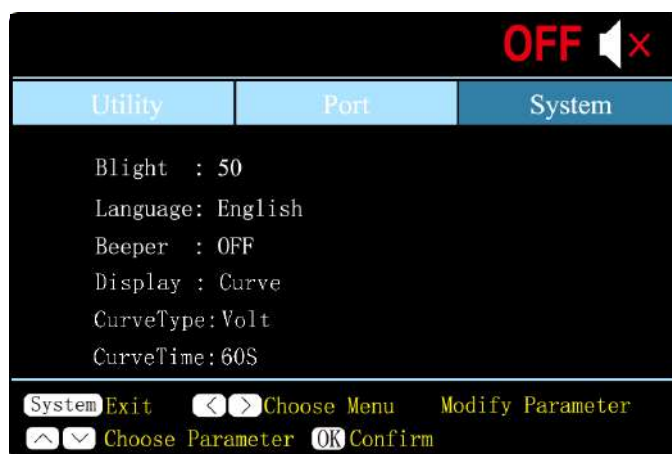 OFF
Utility Port System
Blight : 50
Language: English
Beeper : OFF
Display : Curve
CurveType:Volt
CurveTime:60S
System Exit < > Choose Menu Modify Parameter
Choose Parameter OK Confirm